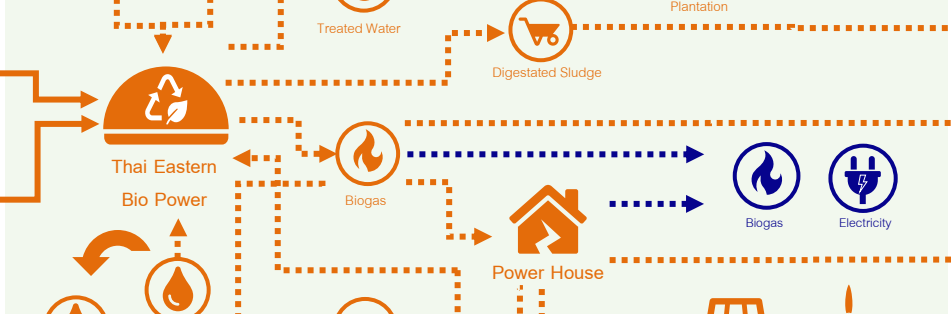 Plantation
Treated Water
Digestated Sludge
Thai Eastern
Bio Power
Biogas
Biogas
Electricity
Power House